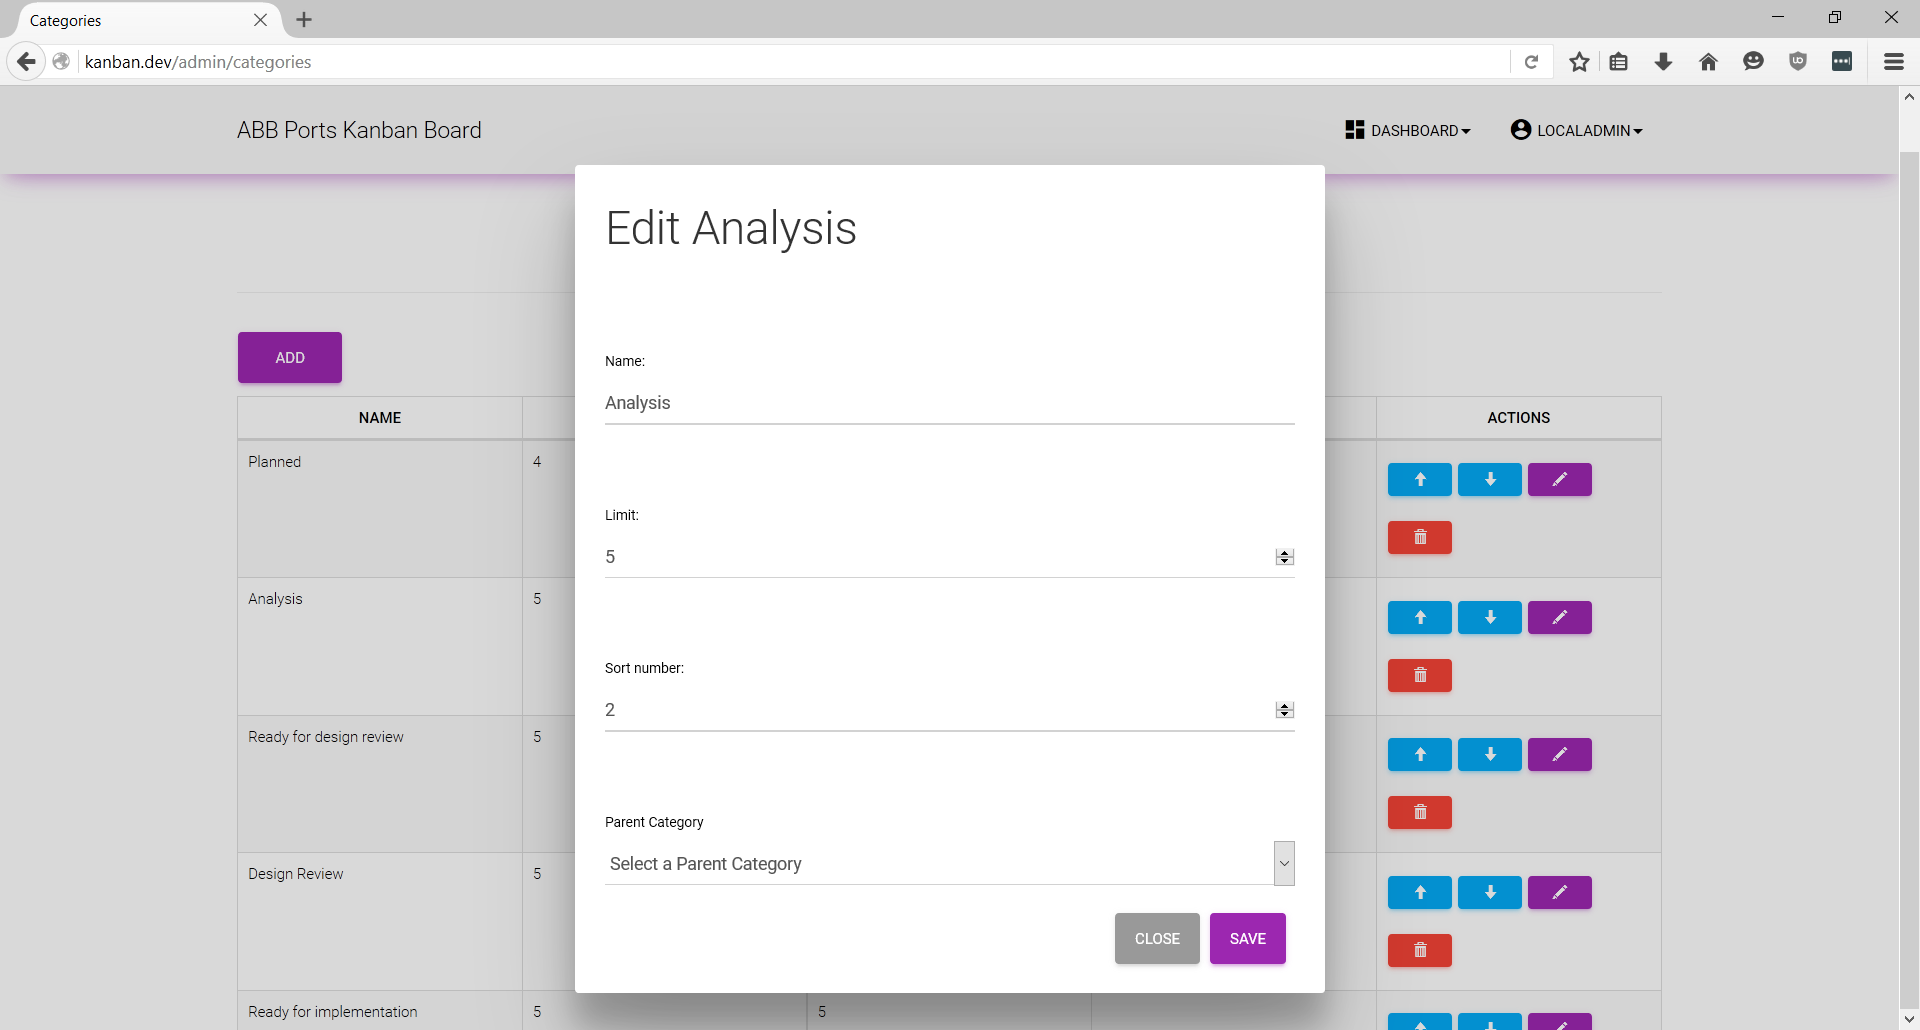 Categories
kanban.dev/admin/categories
ABB Ports Kanban Board
DASHBOARD
LOCALADMIN
Edit Analysis
Name:
Analysis
Limit:
5
Sort number:
2
Parent Category
Select a Parent Category
CLOSE
SAVE
ADD
NAME
ACTIONS
Planned 4
Analysis 5
Ready for design review 5
Design Review 5
Ready for implementation 5 5